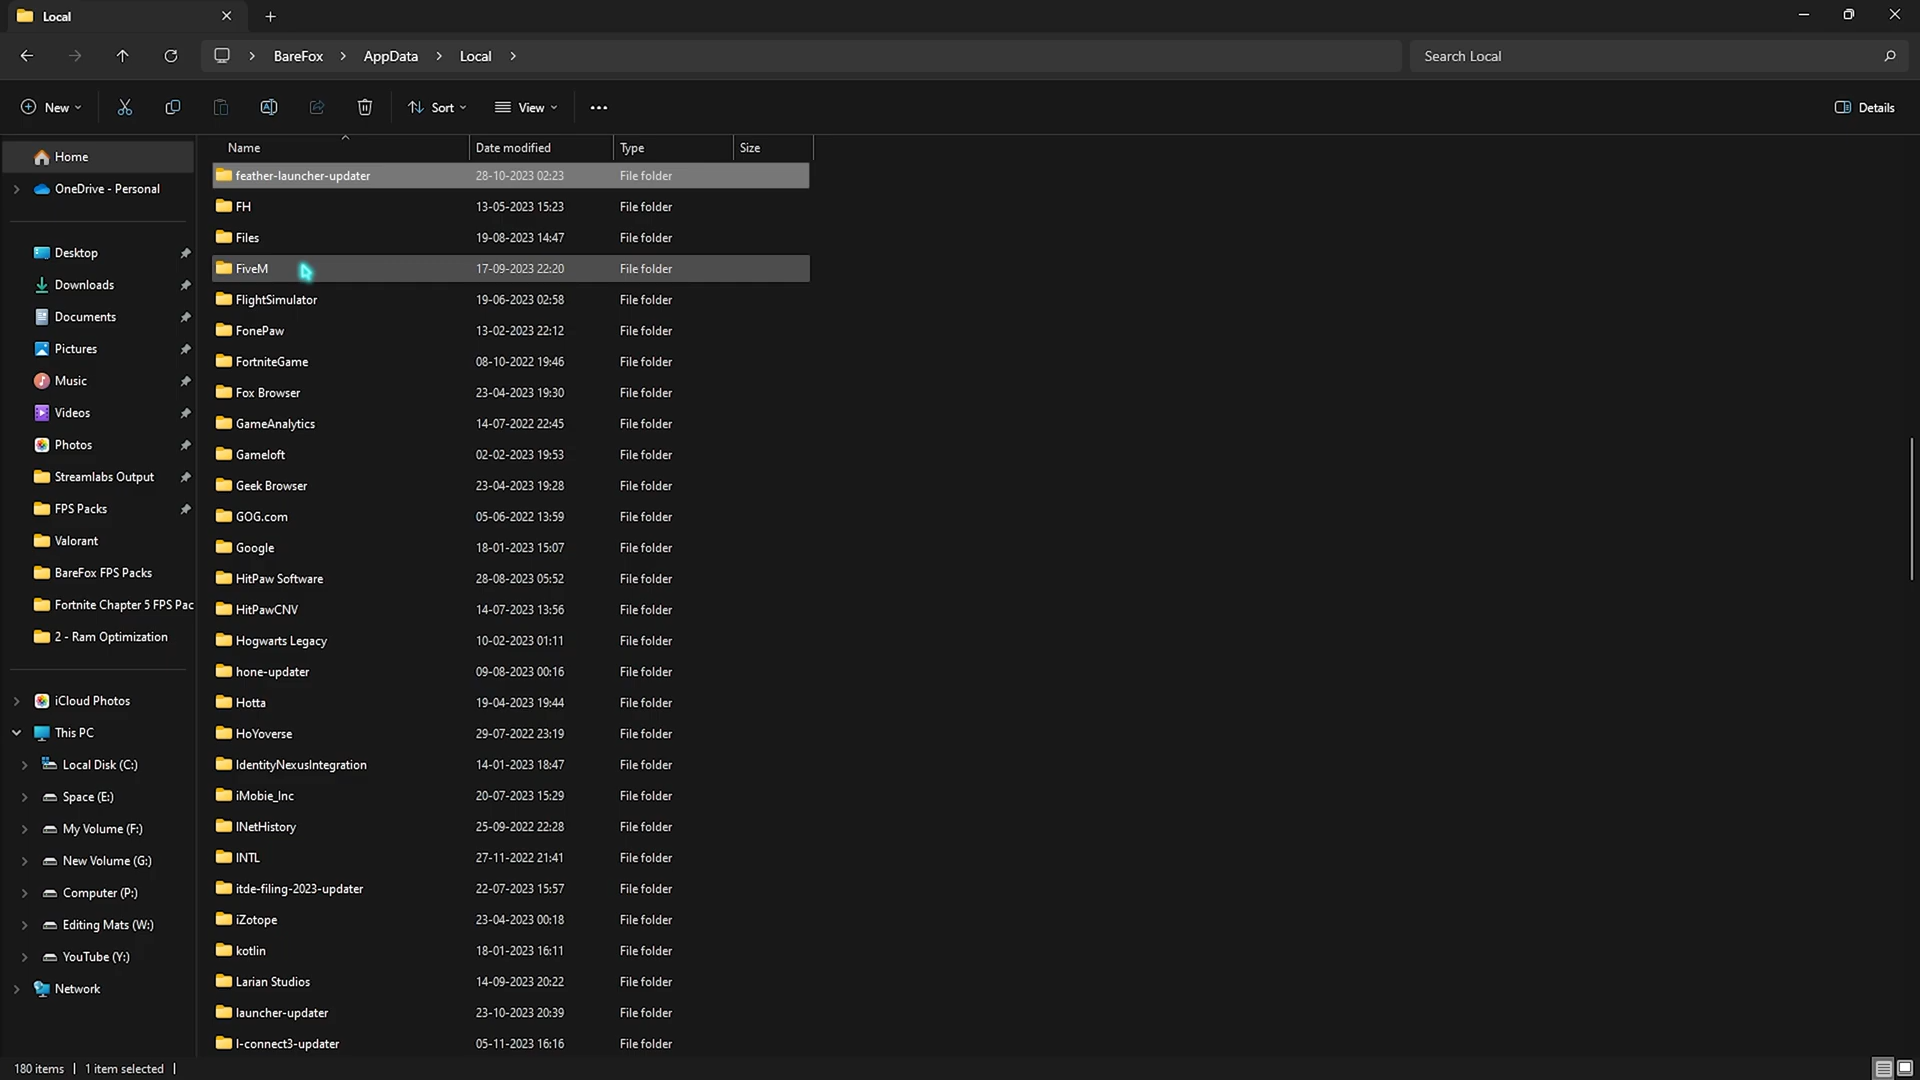 Local
BareFox AppData Local
Search Local
New Sort View Details
Name Date modified Type Size
Home
OneDrive - Personal
Desktop
Downloads
Documents
Pictures
Music
Videos
Photos
Streamlabs Output
FPS Packs
Valorant
BareFox FPS Packs
Fortnite Chapter 5 FPS Pac
2 - Ram Optimization
iCloud Photos
This PC
Local Disk (C:)
Space (E:)
My Volume (F:)
New Volume (G:)
Computer (P:)
Editing Mats (W:)
YouTube (Y:)
Network
feather-launcher-updater 28-10-2023 02:23 File folder
FH 13-05-2023 15:23 File folder
Files 19-08-2023 14:47 File folder
FiveM 17-09-2023 22:20 File folder
FlightSimulator 19-06-2023 02:58 File folder
FonePaw 13-02-2023 22:12 File folder
FortniteGame 08-10-2022 19:46 File folder
Fox Browser 23-04-2023 19:30 File folder
GameAnalytics 14-07-2022 22:45 File folder
Gameloft 02-02-2023 19:53 File folder
Geek Browser 23-04-2023 19:28 File folder
GOG.com 05-06-2022 13:59 File folder
Google 18-01-2023 15:07 File folder
HitPaw Software 28-08-2023 05:52 File folder
HitPawCNV 14-07-2023 13:56 File folder
Hogwarts Legacy 10-02-2023 01:11 File folder
hone-updater 09-08-2023 00:16 File folder
Hotta 19-04-2023 19:44 File folder
HoYoverse 29-07-2022 23:19 File folder
IdentityNexusIntegration 14-01-2023 18:47 File folder
iMobie_Inc 20-07-2023 15:29 File folder
INetHistory 25-09-2022 22:28 File folder
INTL 27-11-2022 21:41 File folder
itde-filing-2023-updater 22-07-2023 15:57 File folder
iZotope 23-04-2023 00:18 File folder
kotlin 18-01-2023 16:11 File folder
Larian Studios 14-09-2023 20:22 File folder
launcher-updater 23-10-2023 20:39 File folder
l-connect3-updater 05-11-2023 16:16 File folder
180 items 1 item selected